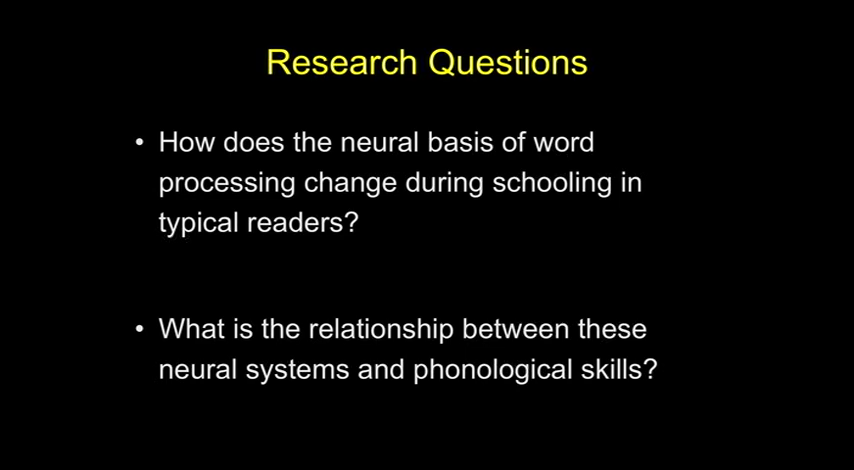 Research Questions
• How does the neural basis of word
processing change during schooling in
typical readers?
• What is the relationship between these
neural systems and phonological skills?